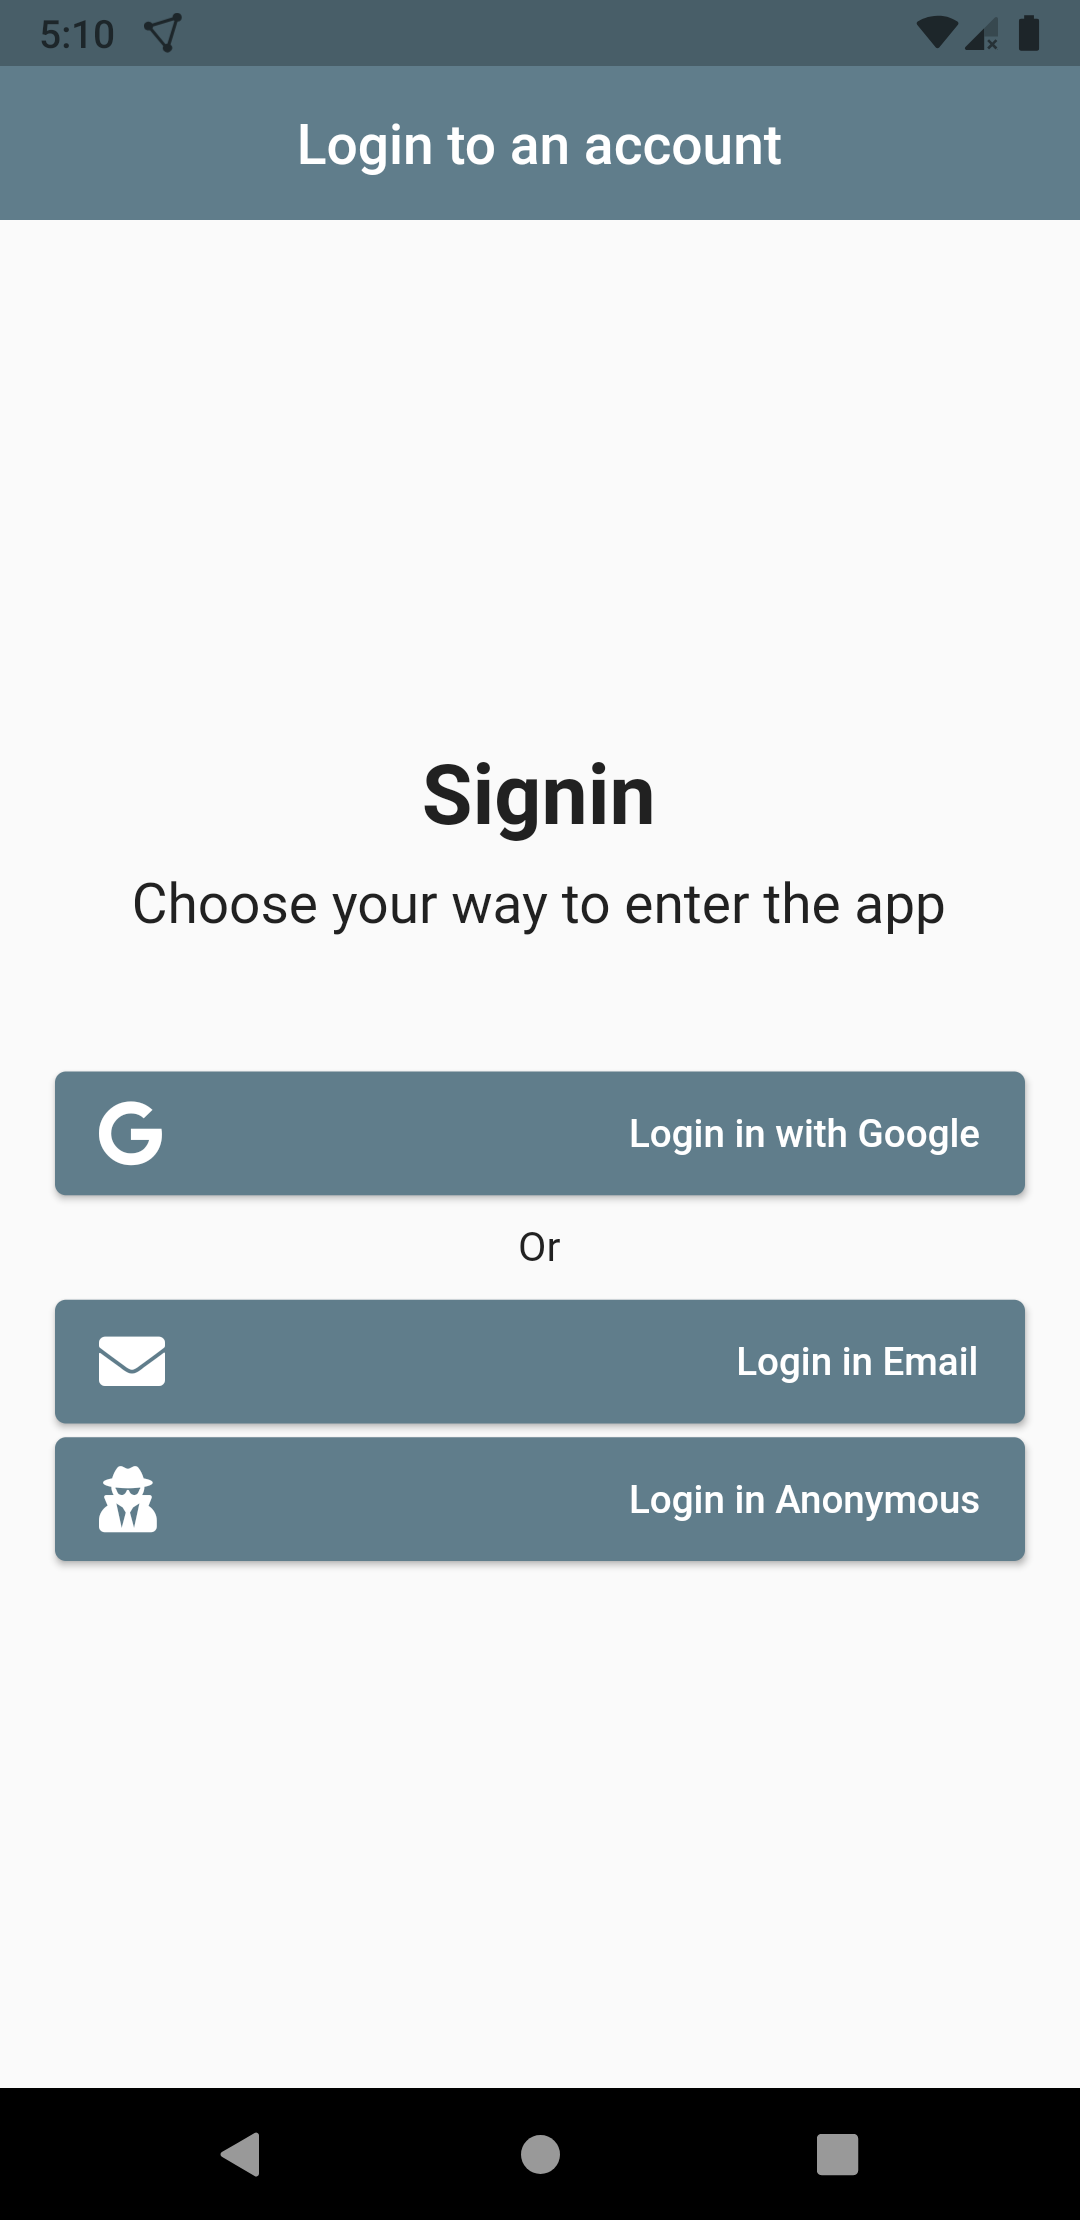 5:10
Login to an account
Signin
Choose your way to enter the app
Login in with Google
Or
Login in Email
Login in Anonymous